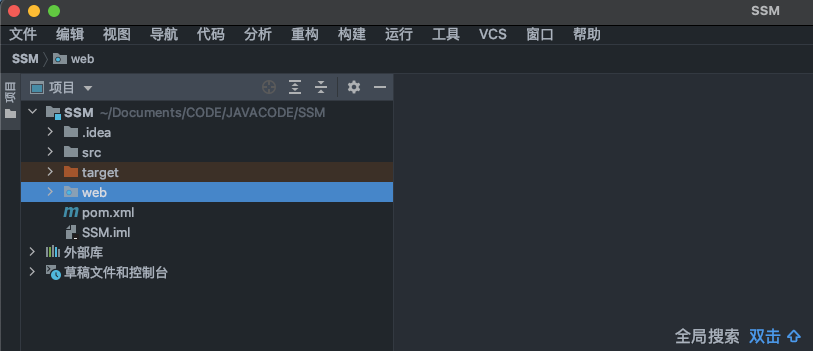 SSM
文件 编辑 视图 导航 代码 分析 重构 构建 运行 工具 VCS 窗口 帮助
SSM web
项目
项目
SSM ~/Documents/CODE/JAVACODE/SSM
.idea
src
target
web
pom.xml
SSM.iml
外部库
草稿文件和控制台
全局搜索 双击